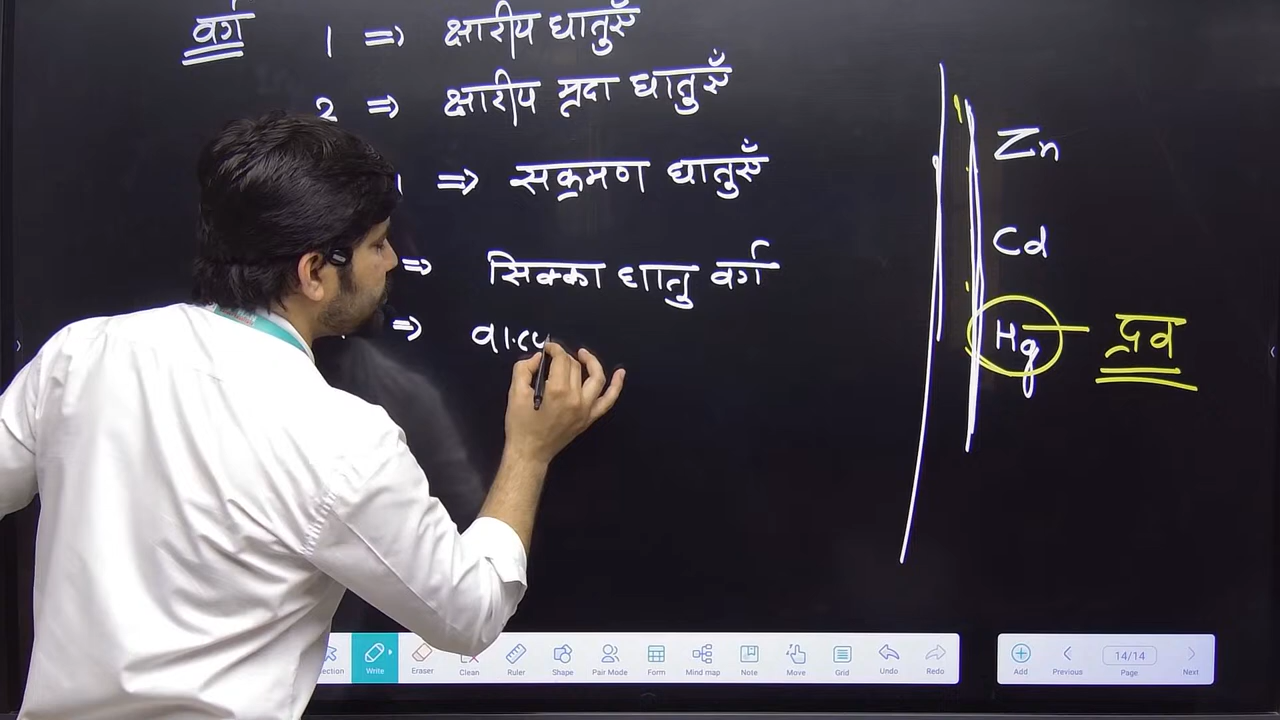 वर्ग 1 => क्षारीय धातुएँ
2 => क्षारीय मृदा धातुएँ
=> सक्रमण धातुएँ
=> सिक्का धातु वर्ग
=>
Zn
Cd
Hg — द्रव
Write
Eraser
Clean
Ruler
Shape
Pair Mode
Form
Mind map
Note
Move
Grid
Undo
Redo
Add
Previous
14/14
Page
Next